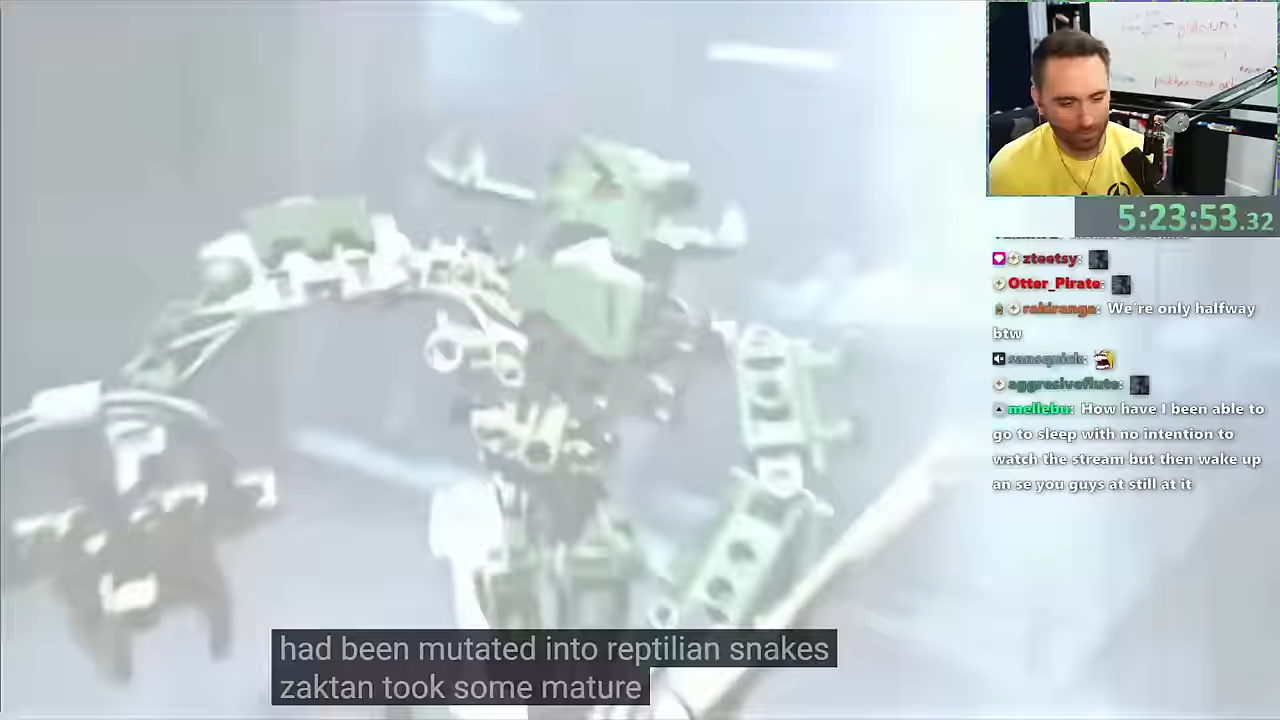 5:23:53.32
zteetsy:
Otter_Pirate:
rakiranga: We're only halfway
btw
sansquick:
aggresiveflute:
mellebu: How have I been able to
go to sleep with no intention to
watch the stream but then wake up
an se you guys at still at it
had been mutated into reptilian snakes
zaktan took some mature